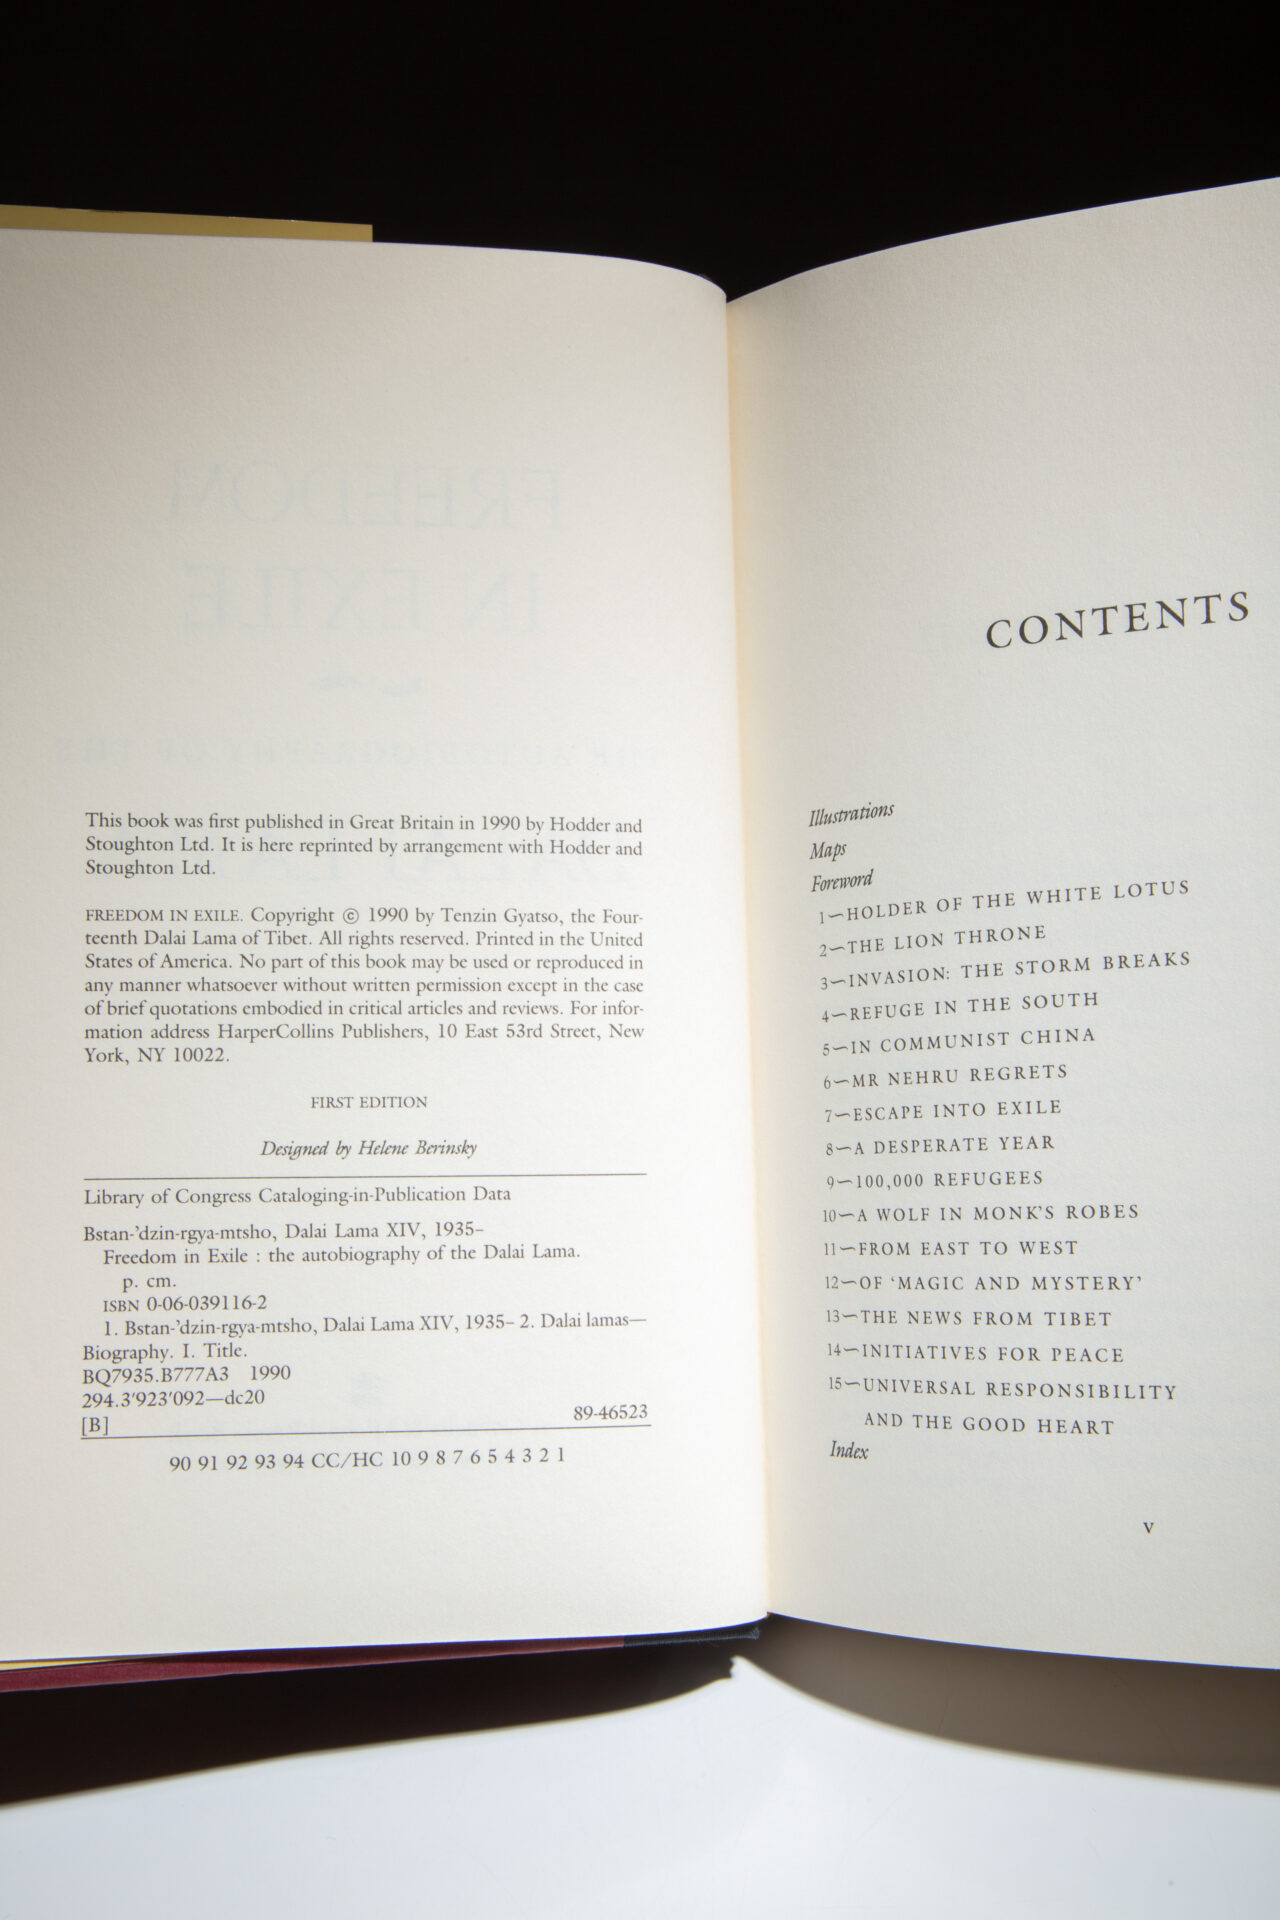 This book was first published in Great Britain in 1990 by Hodder and
Stoughton Ltd. It is here reprinted by arrangement with Hodder and
Stoughton Ltd.
FREEDOM IN EXILE. Copyright © 1990 by Tenzin Gyatso, the Four-
teenth Dalai Lama of Tibet. All rights reserved. Printed in the United
States of America. No part of this book may be used or reproduced in
any manner whatsoever without written permission except in the case
of brief quotations embodied in critical articles and reviews. For infor-
mation address HarperCollins Publishers, 10 East 53rd Street, New
York, NY 10022.
FIRST EDITION
Designed by Helene Berinsky
Library of Congress Cataloging-in-Publication Data
Bstan-'dzin-rgya-mtsho, Dalai Lama XIV, 1935–
Freedom in Exile : the autobiography of the Dalai Lama.
p. cm.
ISBN 0-06-039116-2
1. Bstan-'dzin-rgya-mtsho, Dalai Lama XIV, 1935– 2. Dalai lamas—
Biography. I. Title.
BQ7935.B777A3 1990
294.3'923'092—dc20
[B] 89-46523
90 91 92 93 94 CC/HC 10 9 8 7 6 5 4 3 2 1
CONTENTS
Illustrations
Maps
Foreword
1—HOLDER OF THE WHITE LOTUS
2—THE LION THRONE
3—INVASION: THE STORM BREAKS
4—REFUGE IN THE SOUTH
5—IN COMMUNIST CHINA
6—MR NEHRU REGRETS
7—ESCAPE INTO EXILE
8—A DESPERATE YEAR
9—100,000 REFUGEES
10—A WOLF IN MONK'S ROBES
11—FROM EAST TO WEST
12—OF 'MAGIC AND MYSTERY'
13—THE NEWS FROM TIBET
14—INITIATIVES FOR PEACE
15—UNIVERSAL RESPONSIBILITY
AND THE GOOD HEART
Index
v